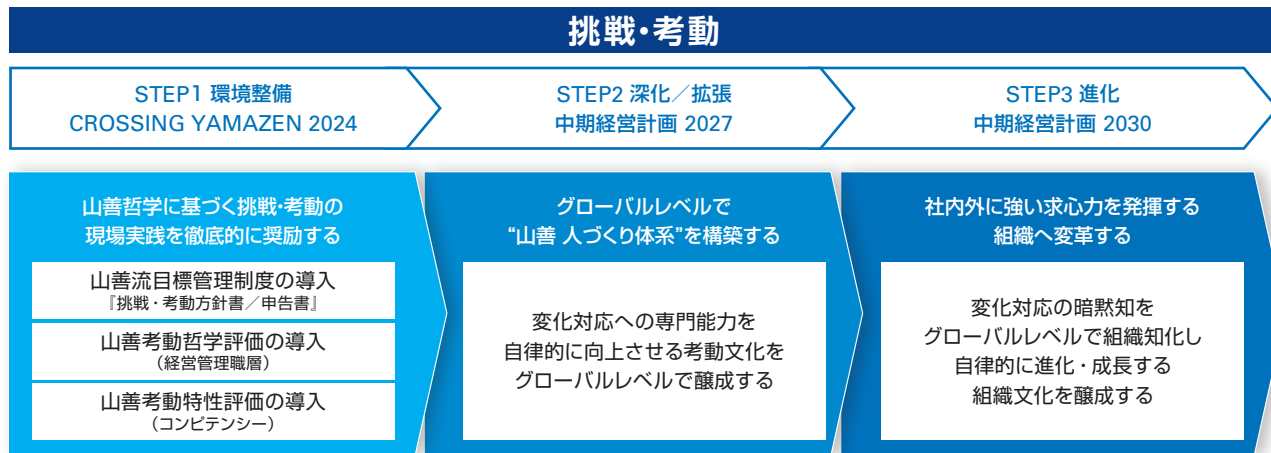 挑戦・考動
STEP1 環境整備
CROSSING YAMAZEN 2024
STEP2 深化／拡張
中期経営計画 2027
STEP3 進化
中期経営計画 2030
山善哲学に基づく挑戦・考動の
現場実践を徹底的に奨励する
山善流目標管理制度の導入
『挑戦・考動方針書／申告書』
山善考動哲学評価の導入
（経営管理職層）
山善考動特性評価の導入
（コンピテンシー）
グローバルレベルで
“山善 人づくり体系”を構築する
変化対応への専門能力を
自律的に向上させる考動文化を
グローバルレベルで醸成する
社内外に強い求心力を発揮する
組織へ変革する
変化対応の暗黙知を
グローバルレベルで組織知化し
自律的に進化・成長する
組織文化を醸成する